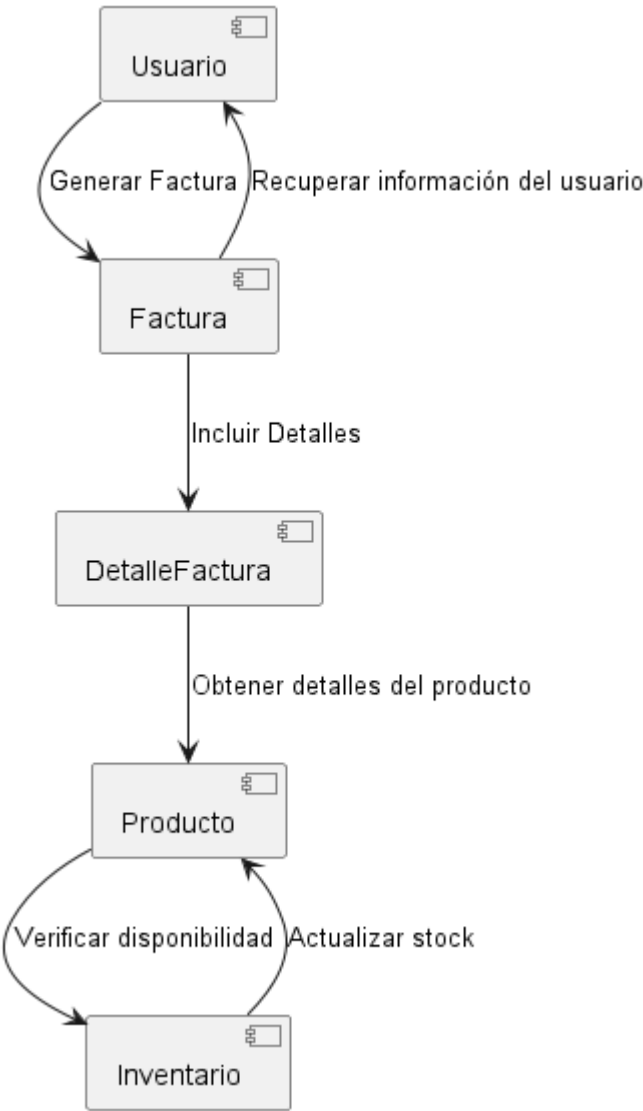 Usuario
Generar Factura
Recuperar información del usuario
Factura
Incluir Detalles
DetalleFactura
Obtener detalles del producto
Producto
Verificar disponibilidad
Actualizar stock
Inventario